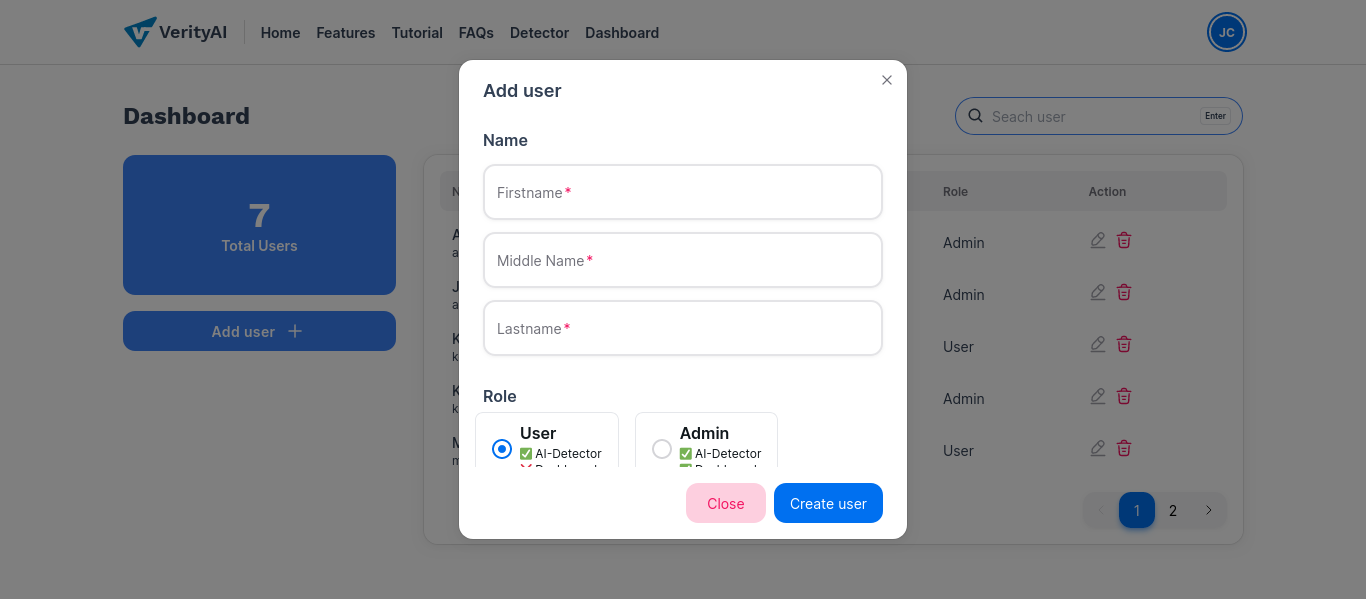 VerityAI
Home Features Tutorial FAQs Detector Dashboard
JC
Dashboard
Seach user Enter
7
Total Users
Add user
Add user
Name
Firstname*
Middle Name*
Lastname*
Role
User
✅ AI-Detector
Admin
✅ AI-Detector
Close Create user
Role Action
Admin
Admin
User
Admin
User
1 2